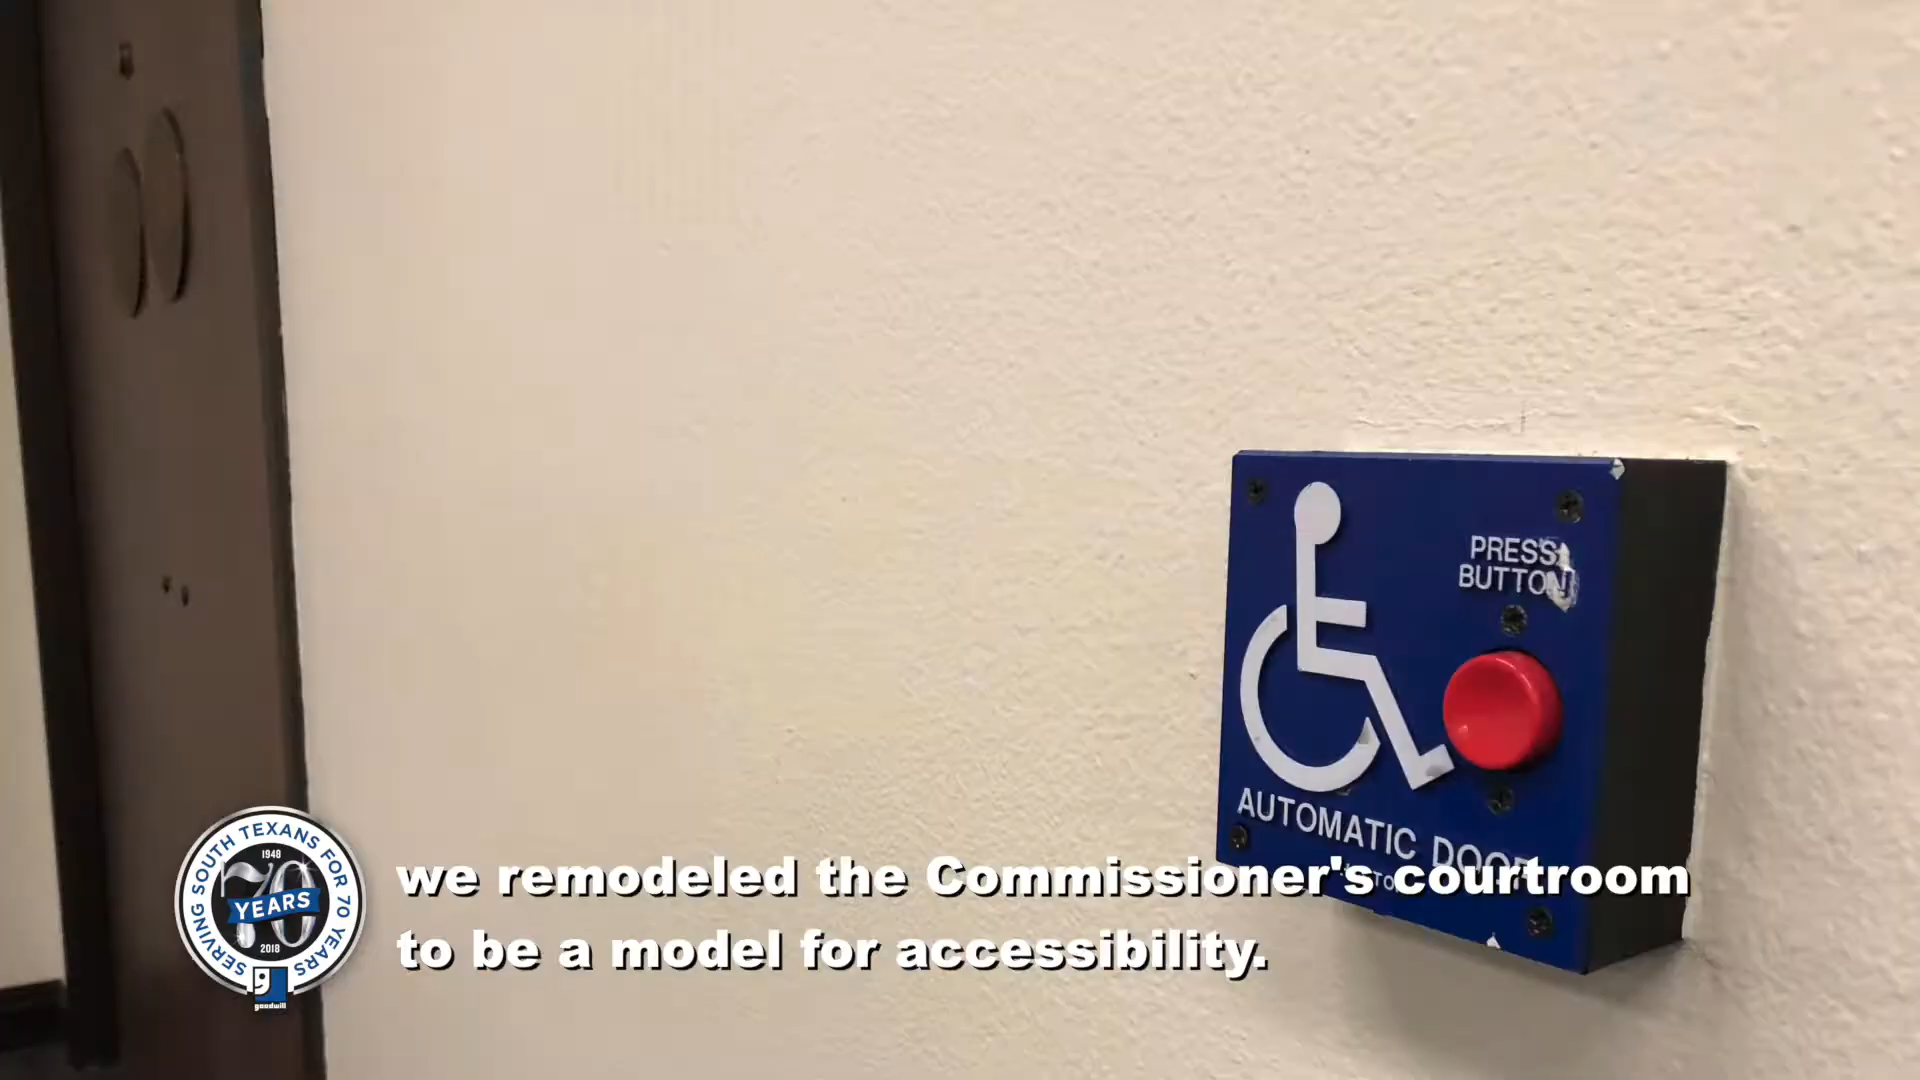 PRESS
BUTTON
AUTOMATIC DOOR
we remodeled the Commissioner's courtroom
to be a model for accessibility.
SERVING SOUTH TEXANS FOR 70 YEARS
1948
70
YEARS
2018
g
goodwill